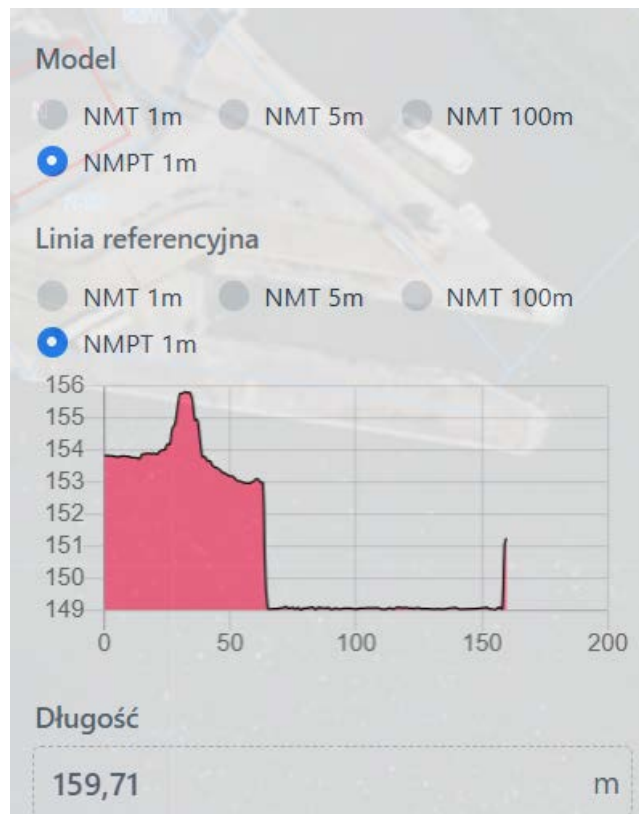 Model
NMT 1m NMT 5m NMT 100m
NMPT 1m
Linia referencyjna
NMT 1m NMT 5m NMT 100m
NMPT 1m
156
155
154
153
152
151
150
149
0 50 100 150 200
Długość
159,71 m